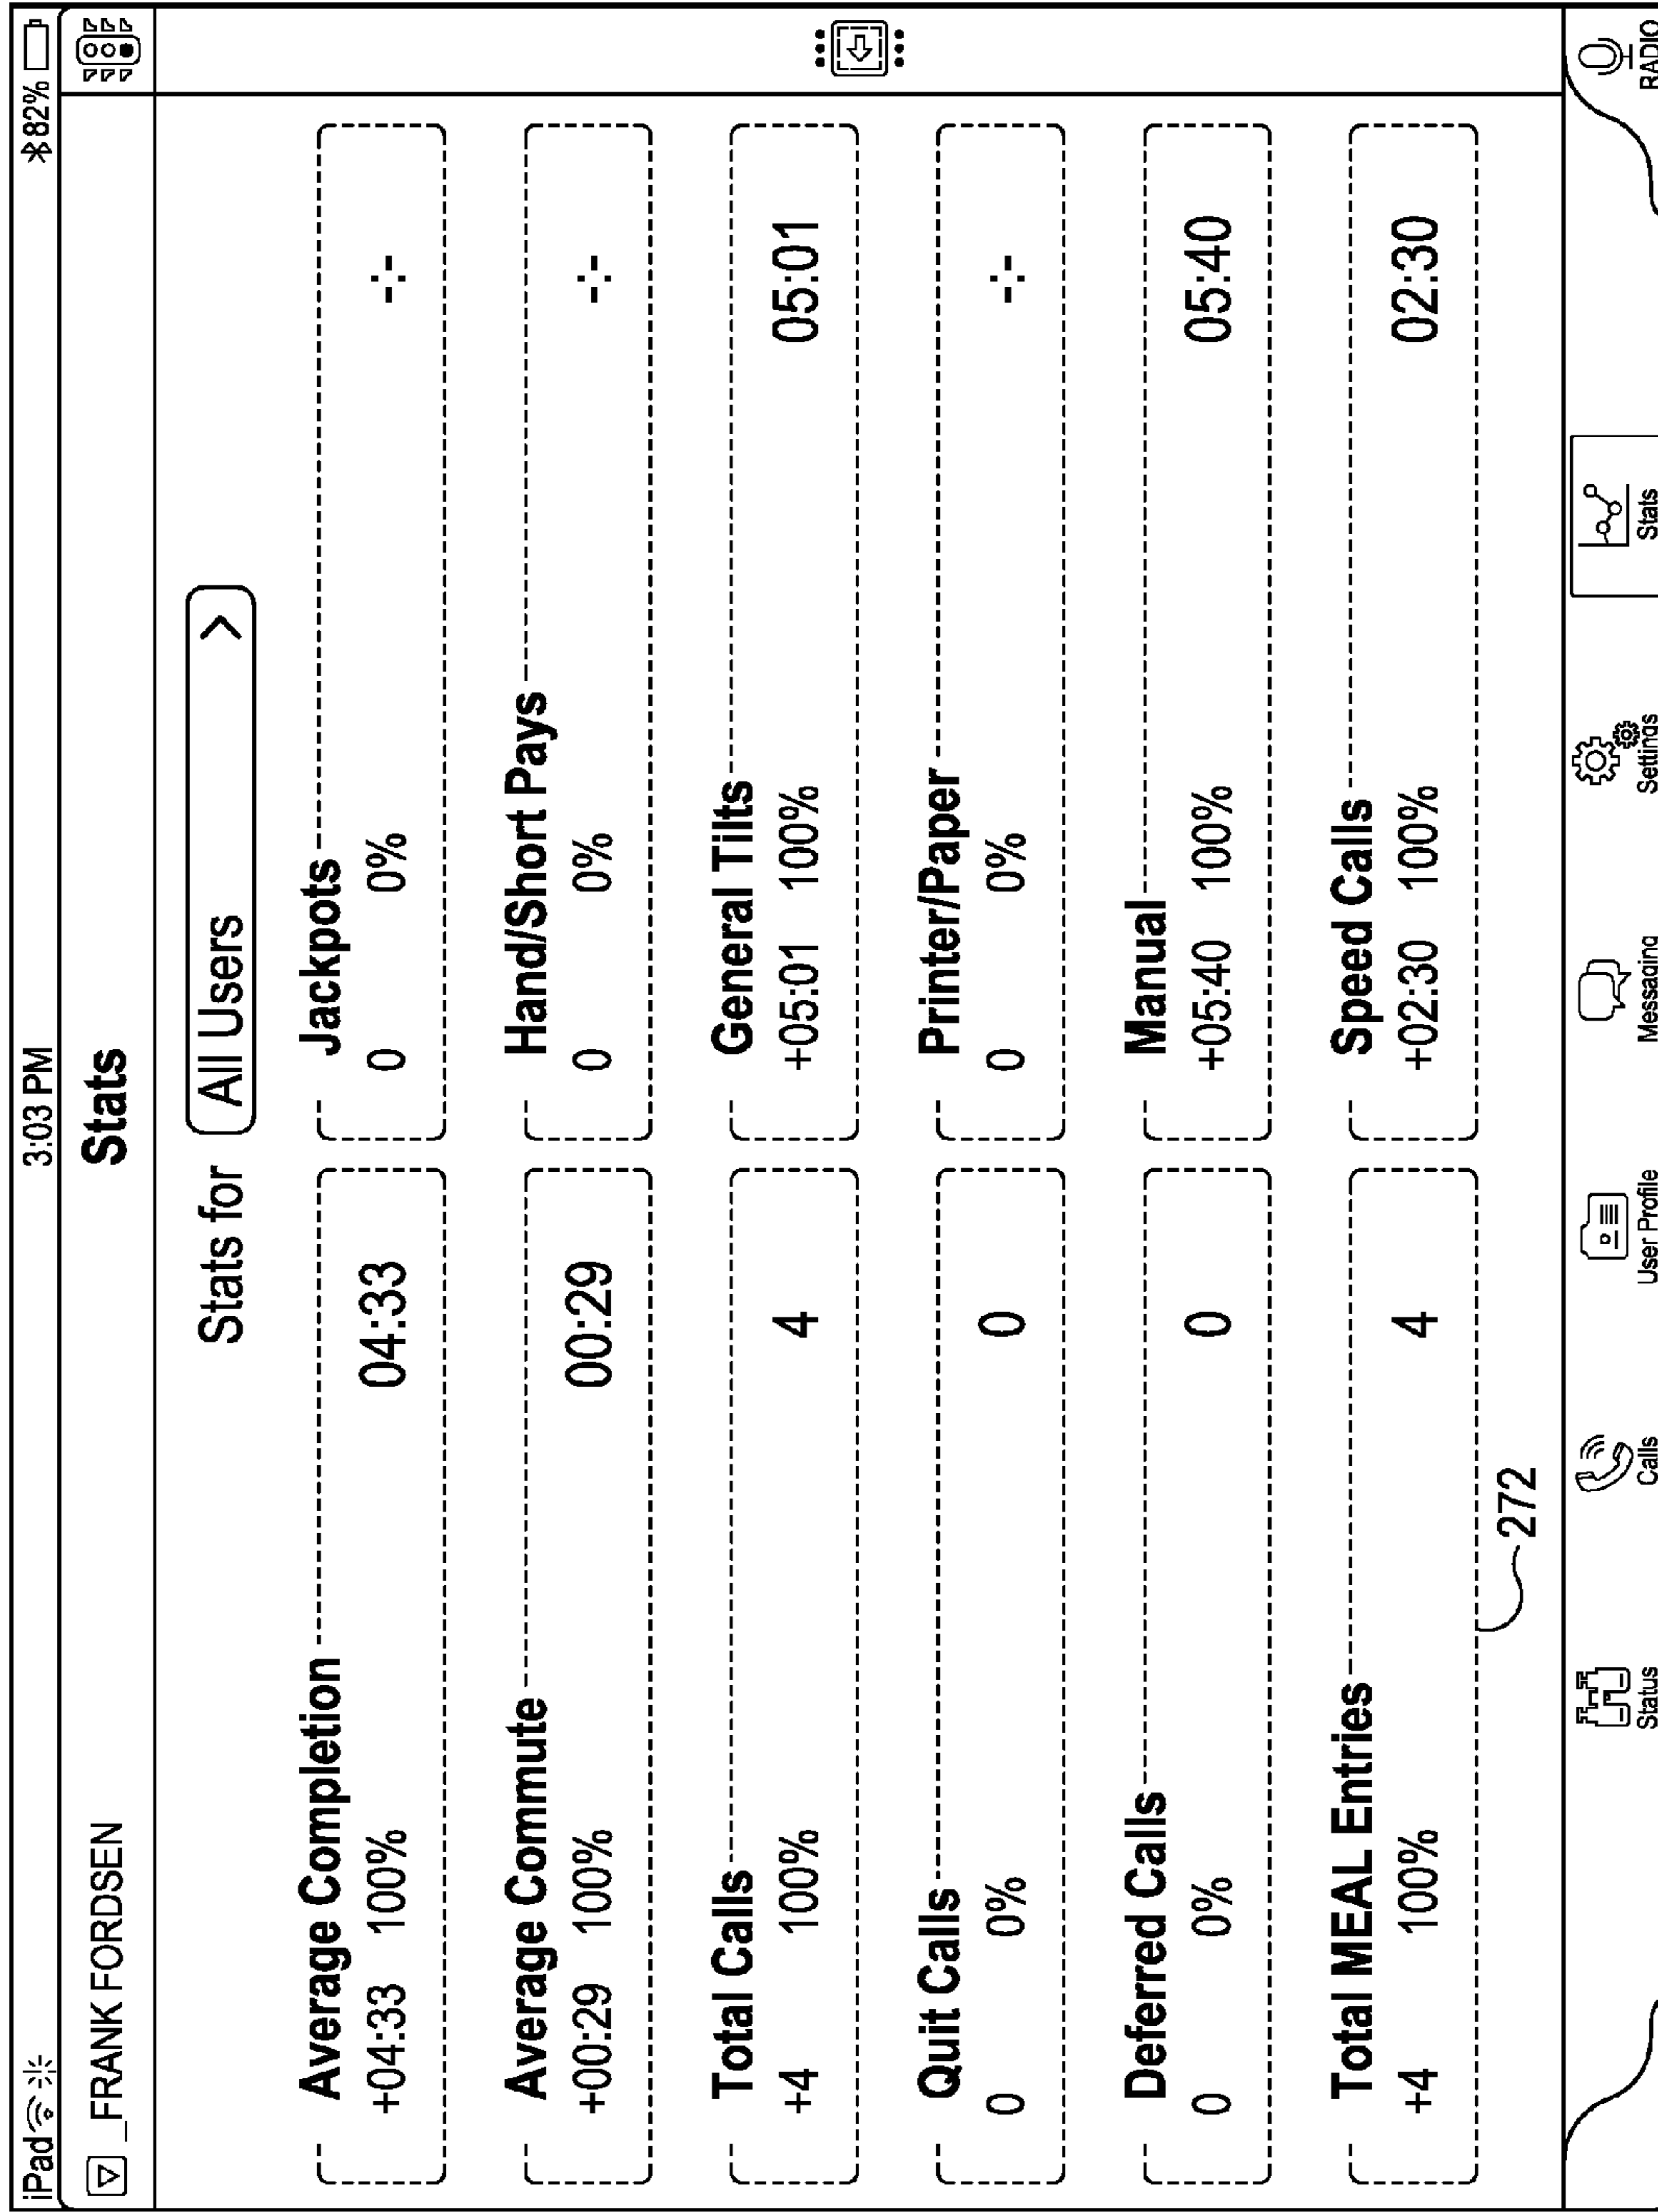 iPad 3:03 PM 82%
_FRANK FORDSEN Stats
Stats for All Users >
Average Completion
+04:33 100% 04:33
Jackpots
0 0% -:-
Average Commute
+00:29 100% 00:29
Hand/Short Pays
0 0% -:-
Total Calls
+4 100% 4
General Tilts
+05:01 100% 05:01
Quit Calls
0 0% 0
Printer/Paper
0 0% -:-
Deferred Calls
0 0% 0
Manual
+05:40 100% 05:40
Total MEAL Entries
+4 100% 4
Speed Calls
+02:30 100% 02:30
272
Status Calls User Profile Messaging Settings Stats RADIO